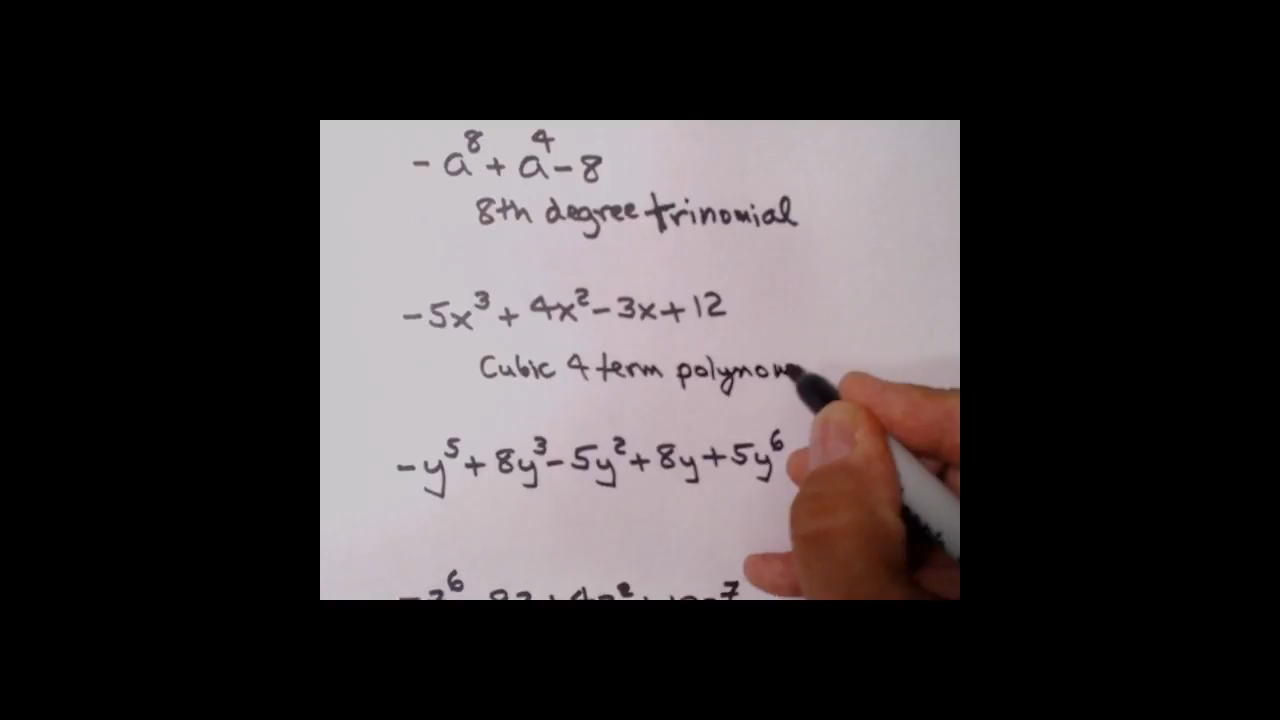 -a⁸ + a⁴ - 8
8th degree trinomial
-5x³ + 4x² - 3x + 12
Cubic 4 term polynom
-y⁵ + 8y³ - 5y² + 8y + 5y⁶